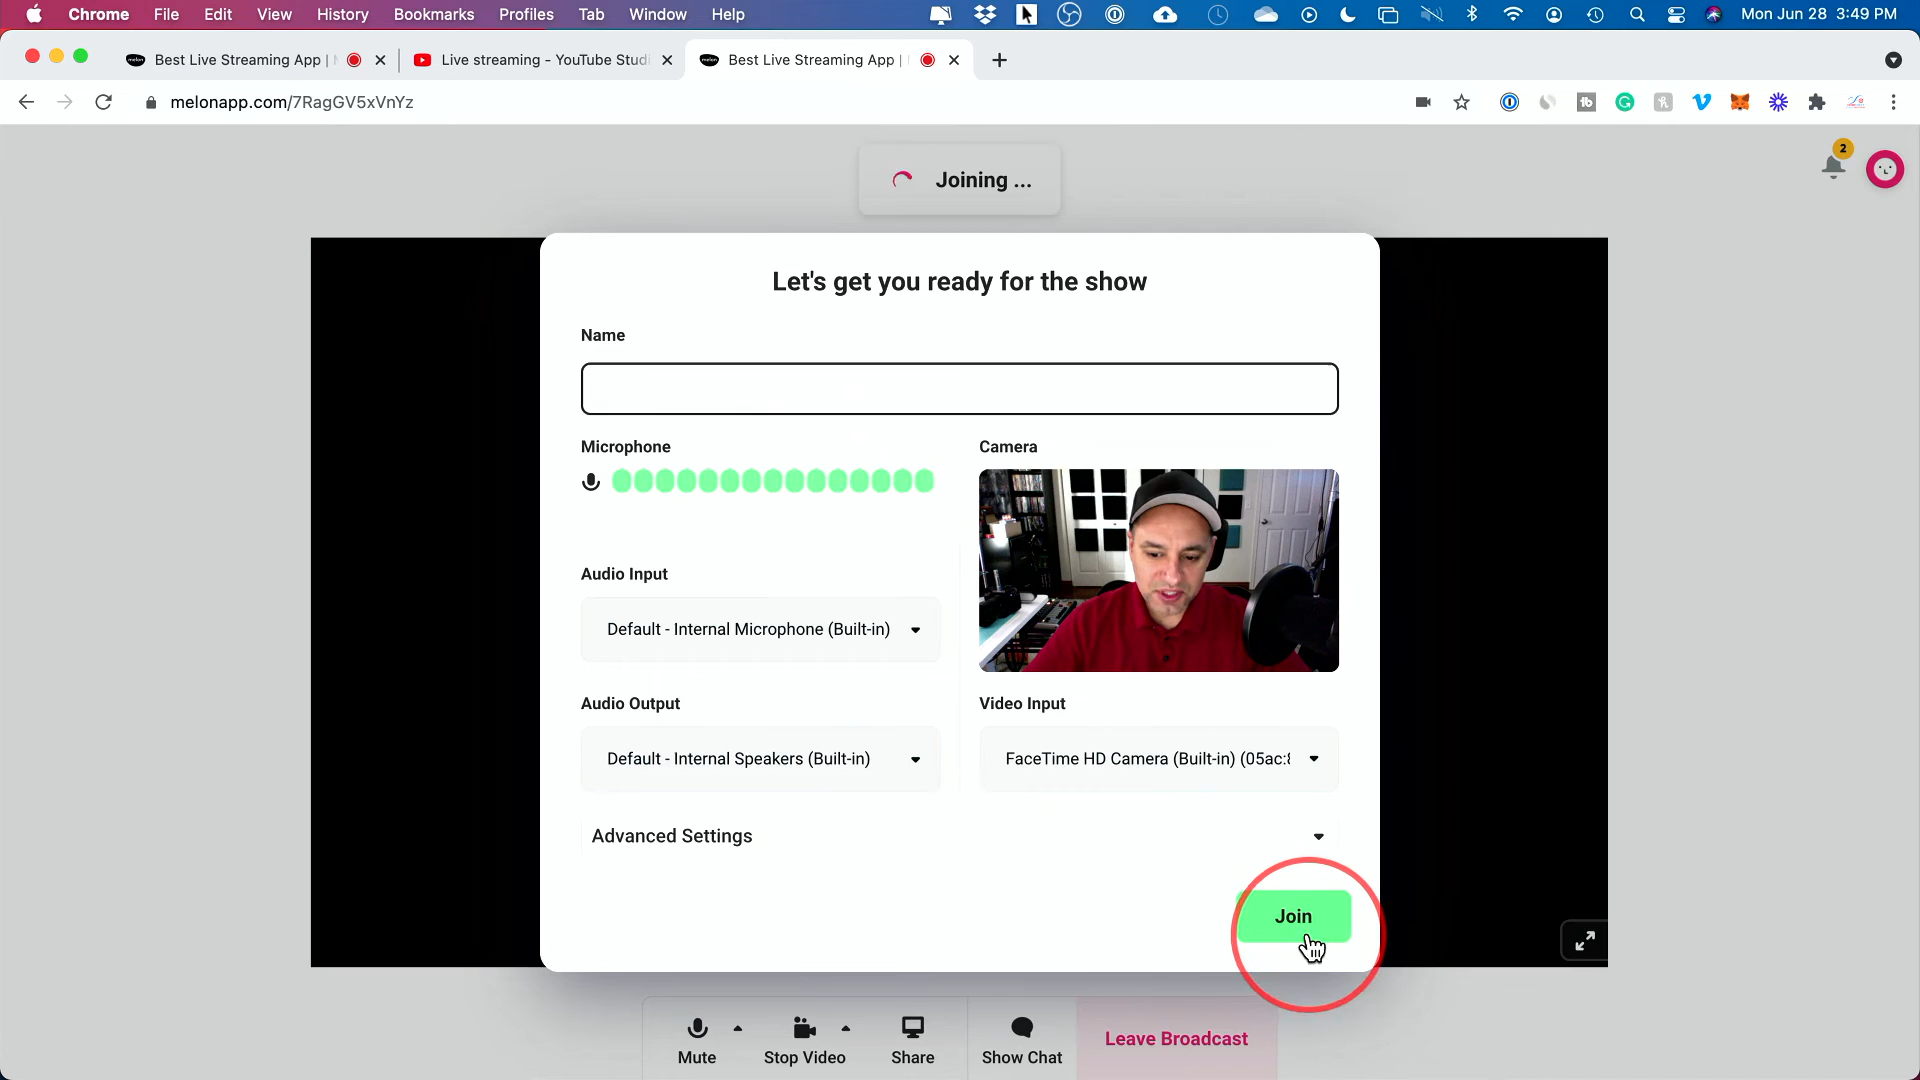 Chrome File Edit View History Bookmarks Profiles Tab Window Help Mon Jun 28 3:49 PM
Best Live Streaming App | Live streaming - YouTube Studi Best Live Streaming App |
melonapp.com/7RagGV5xVnYz
Joining ...
2
Let's get you ready for the show
Name
Microphone Camera
Audio Input
Default - Internal Microphone (Built-in)
Audio Output Video Input
Default - Internal Speakers (Built-in) FaceTime HD Camera (Built-in) (05ac:8
Advanced Settings
Join
Mute Stop Video Share Show Chat Leave Broadcast